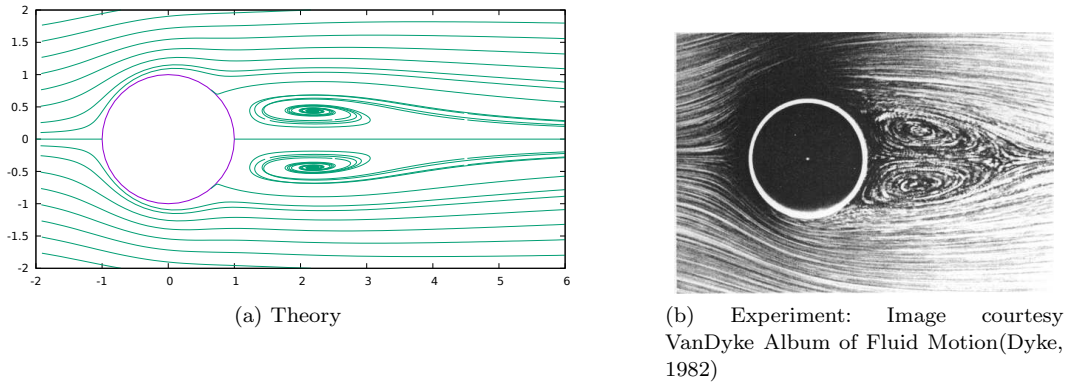 2
1.5
1
0.5
0
-0.5
-1
-1.5
-2
-2 -1 0 1 2 3 4 5 6
(a) Theory
(b) Experiment: Image courtesy
VanDyke Album of Fluid Motion(Dyke,
1982)